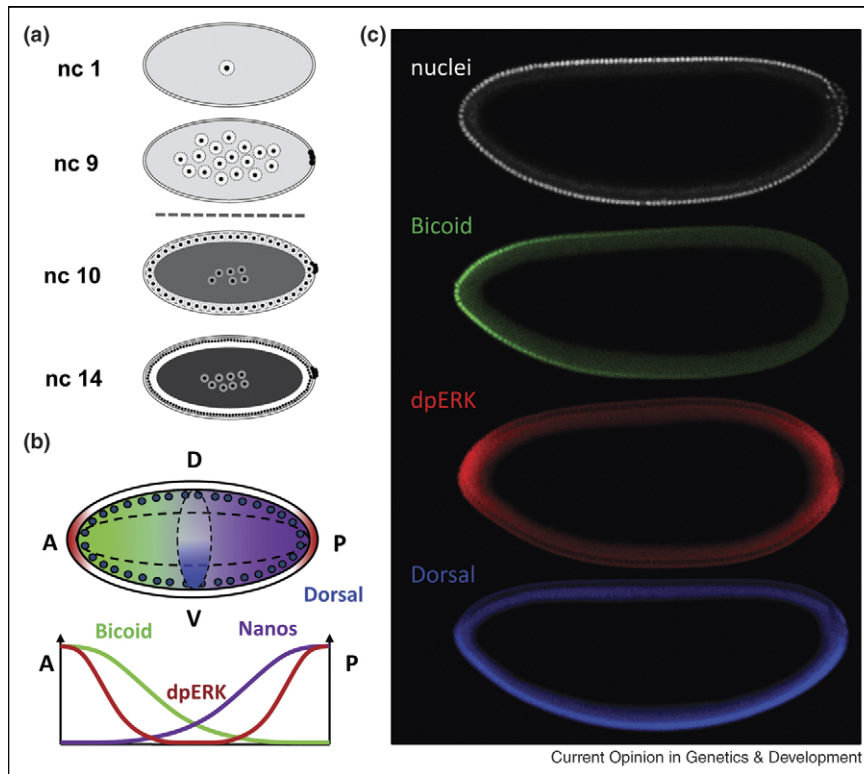 (a)
nc 1
nc 9
nc 10
nc 14
(b)
D
A
P
V
Dorsal
Bicoid
Nanos
A
dpERK
P
(c)
nuclei
Bicoid
dpERK
Dorsal
Current Opinion in Genetics & Development